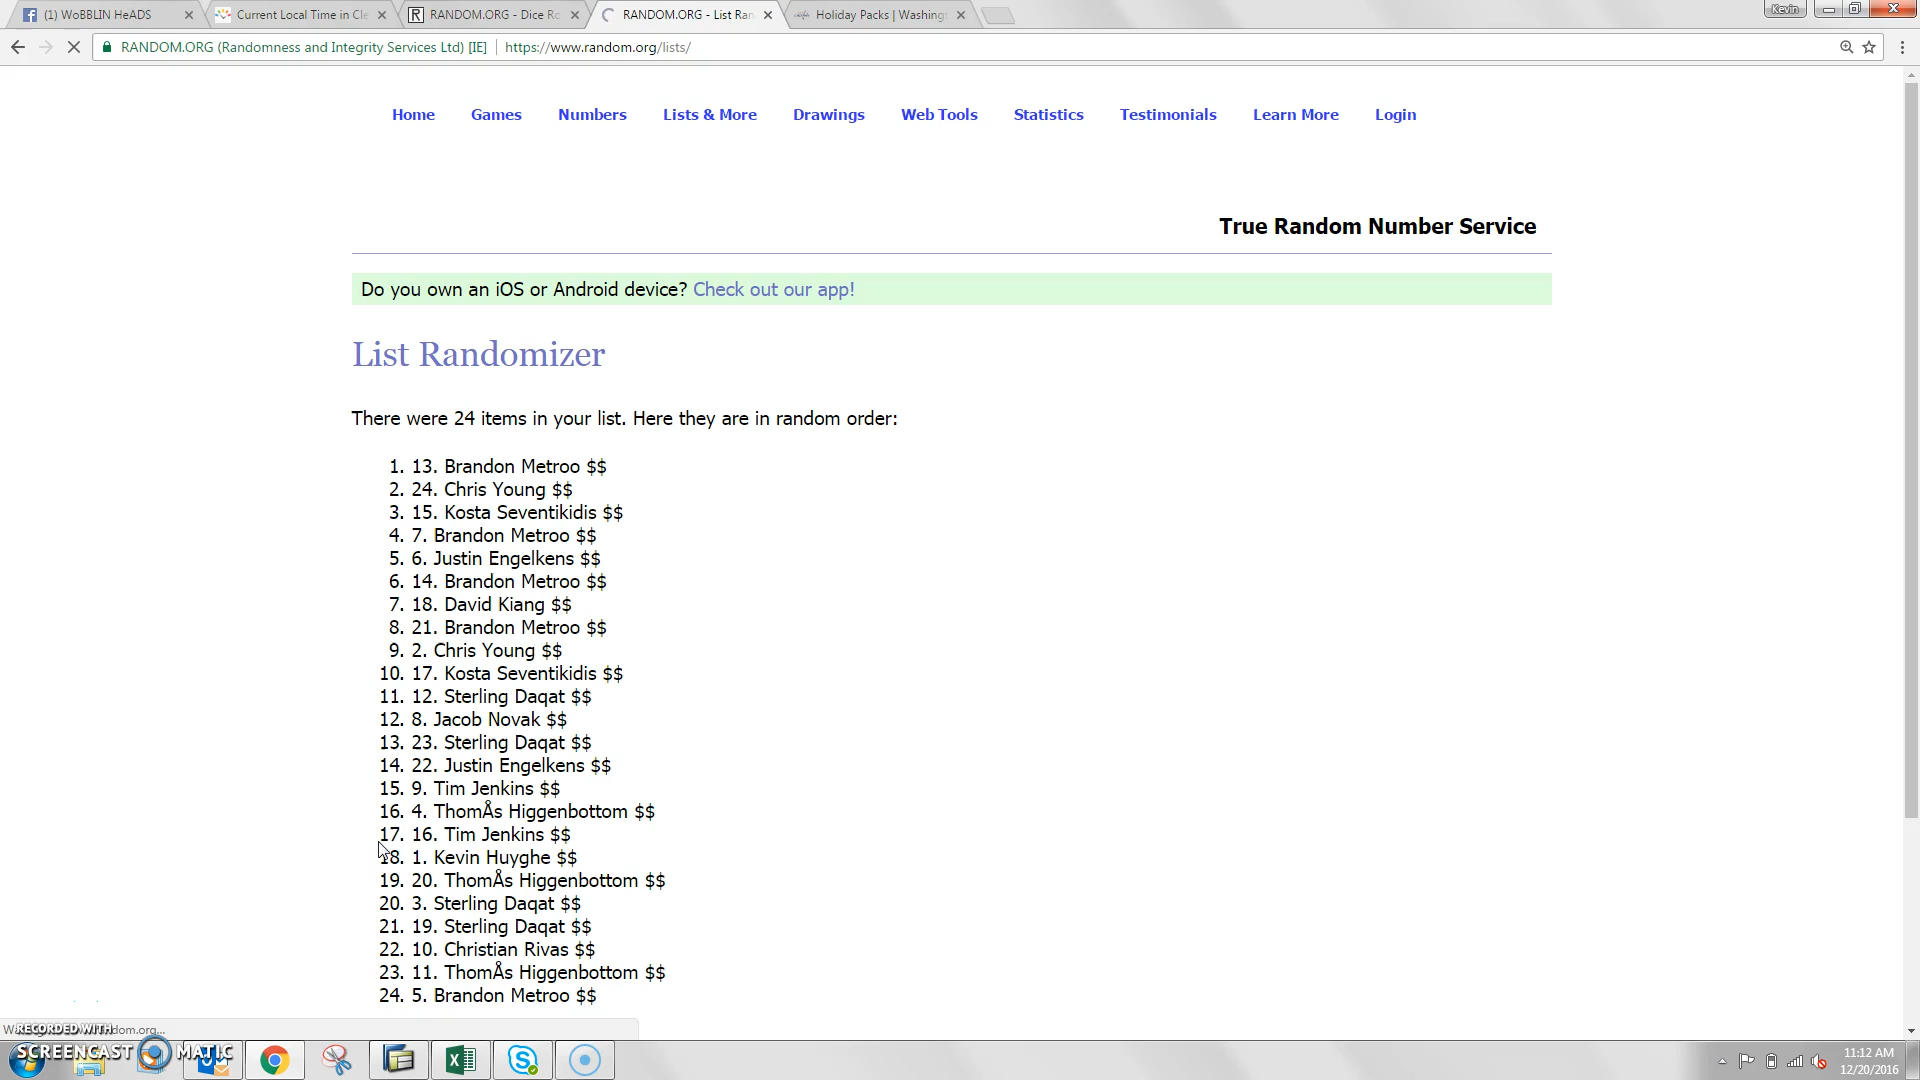 (1) WoBBLIN HeADS
Current Local Time in Cle
RANDOM.ORG - Dice Ro
RANDOM.ORG - List Ran
Holiday Packs | Washing
Kevin
RANDOM.ORG (Randomness and Integrity Services Ltd) [IE] | https://www.random.org/lists/
Home Games Numbers Lists & More Drawings Web Tools Statistics Testimonials Learn More Login
True Random Number Service
Do you own an iOS or Android device? Check out our app!
List Randomizer
There were 24 items in your list. Here they are in random order:
1. 13. Brandon Metroo $$
2. 24. Chris Young $$
3. 15. Kosta Seventikidis $$
4. 7. Brandon Metroo $$
5. 6. Justin Engelkens $$
6. 14. Brandon Metroo $$
7. 18. David Kiang $$
8. 21. Brandon Metroo $$
9. 2. Chris Young $$
10. 17. Kosta Seventikidis $$
11. 12. Sterling Daqat $$
12. 8. Jacob Novak $$
13. 23. Sterling Daqat $$
14. 22. Justin Engelkens $$
15. 9. Tim Jenkins $$
16. 4. ThomÅs Higgenbottom $$
17. 16. Tim Jenkins $$
18. 1. Kevin Huyghe $$
19. 20. ThomÅs Higgenbottom $$
20. 3. Sterling Daqat $$
21. 19. Sterling Daqat $$
22. 10. Christian Rivas $$
23. 11. ThomÅs Higgenbottom $$
24. 5. Brandon Metroo $$
RECORDED WITH
SCREENCAST MATIC
11:12 AM
12/20/2016